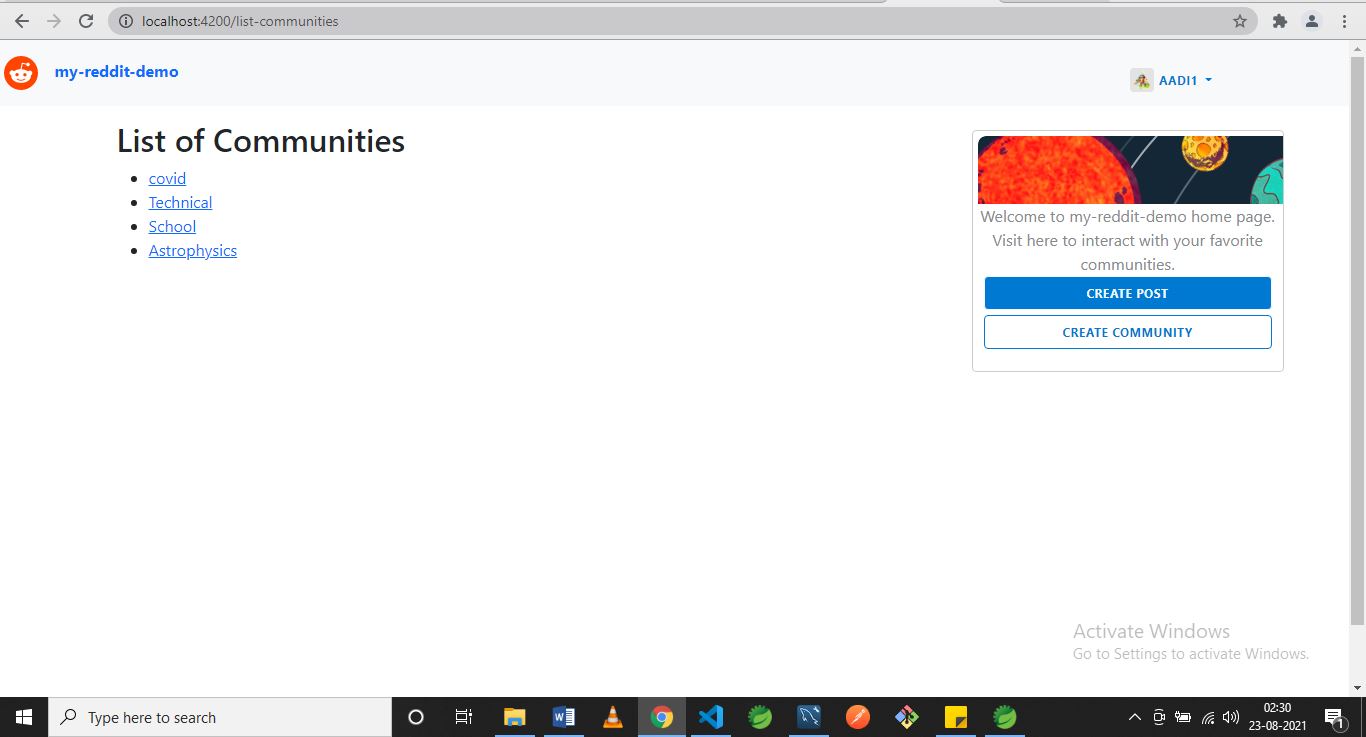 localhost:4200/list-communities
my-reddit-demo
AADI1
List of Communities
covid
Technical
School
Astrophysics
Welcome to my-reddit-demo home page.
Visit here to interact with your favorite
communities.
CREATE POST
CREATE COMMUNITY
Activate Windows
Go to Settings to activate Windows.
Type here to search
02:30
23-08-2021
1